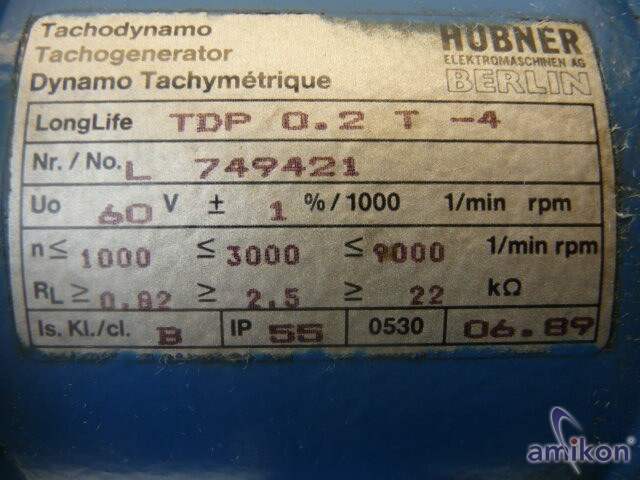 Tachodynamo
Tachogenerator
Dynamo Tachymétrique
HÜBNER
ELEKTROMASCHINEN AG
BERLIN
LongLife TDP 0.2 T -4
Nr. / No. L 749421
Uo 60 V ± 1 %/1000 1/min rpm
n≤ 1000 ≤ 3000 ≤ 9000 1/min rpm
RL ≥ 0.82 ≥ 2.5 ≥ 22 kΩ
Is. Kl./cl. B IP 55 0530 06.89
amikon